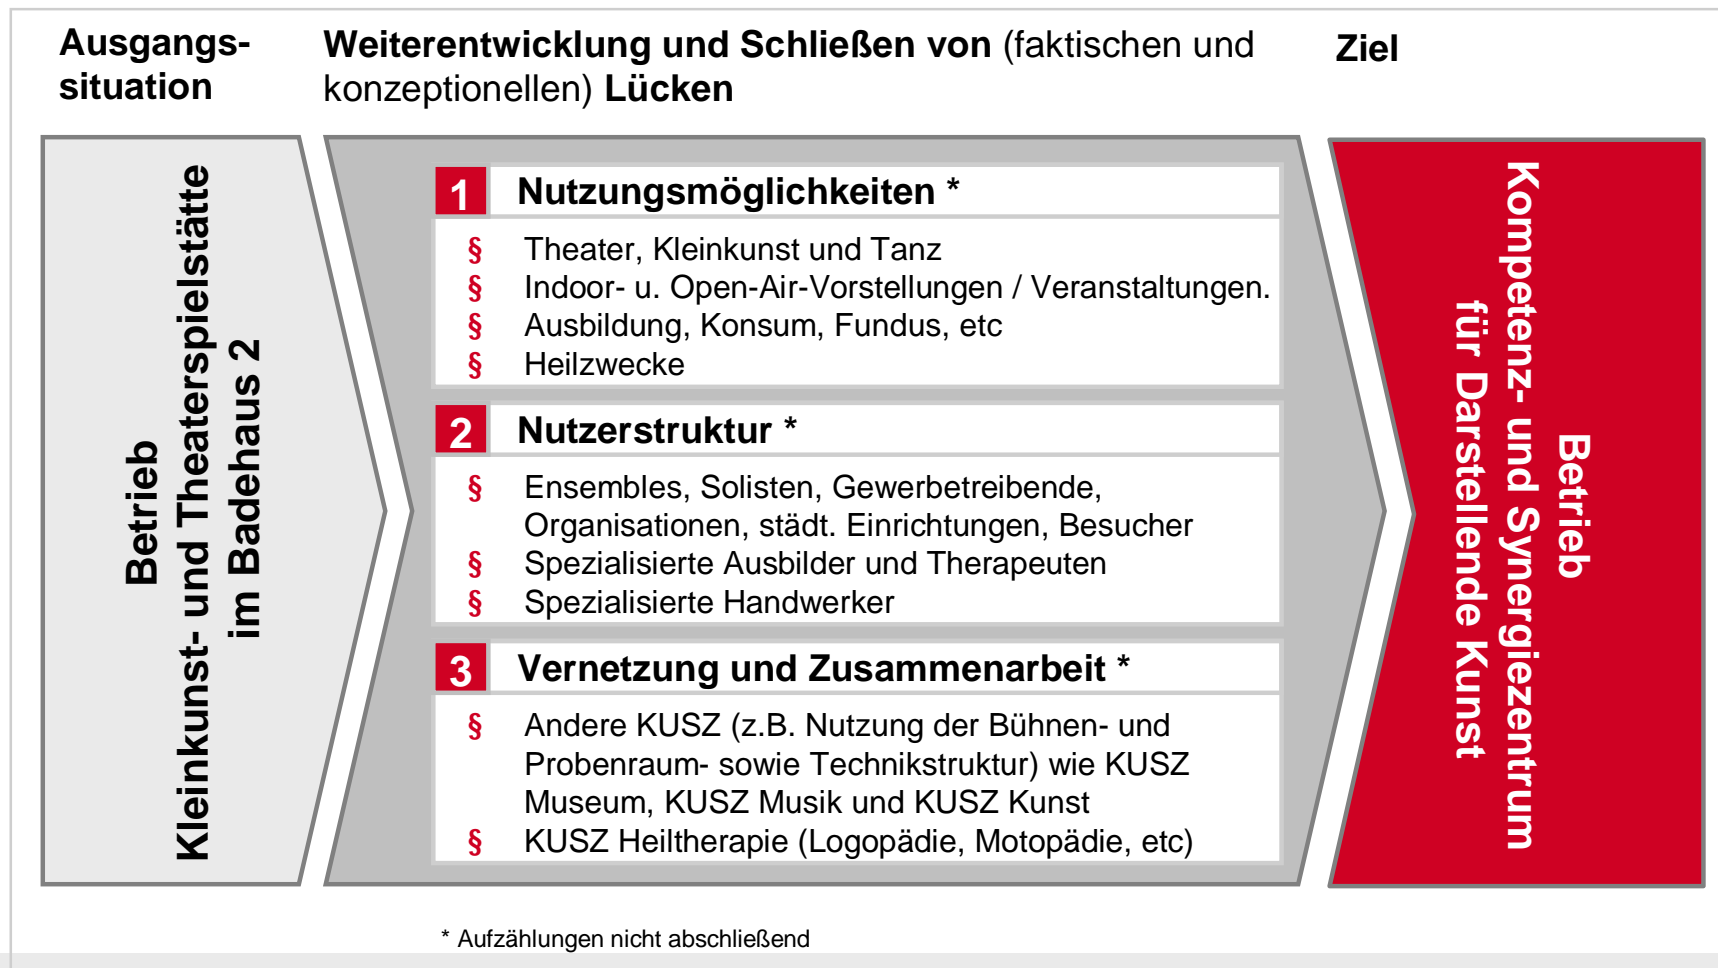 Ausgangs-
situation
Weiterentwicklung und Schließen von (faktischen und
konzeptionellen) Lücken
Ziel
Betrieb
Kleinkunst- und Theaterspielstätte
im Badehaus 2
1 Nutzungsmöglichkeiten *
§ Theater, Kleinkunst und Tanz
§ Indoor- u. Open-Air-Vorstellungen / Veranstaltungen.
§ Ausbildung, Konsum, Fundus, etc
§ Heilzwecke
2 Nutzerstruktur *
§ Ensembles, Solisten, Gewerbetreibende,
Organisationen, städt. Einrichtungen, Besucher
§ Spezialisierte Ausbilder und Therapeuten
§ Spezialisierte Handwerker
3 Vernetzung und Zusammenarbeit *
§ Andere KUSZ (z.B. Nutzung der Bühnen- und
Probenraum- sowie Technikstruktur) wie KUSZ
Museum, KUSZ Musik und KUSZ Kunst
§ KUSZ Heiltherapie (Logopädie, Motopädie, etc)
Betrieb
Kompetenz- und Synergiezentrum
für Darstellende Kunst
* Aufzählungen nicht abschließend